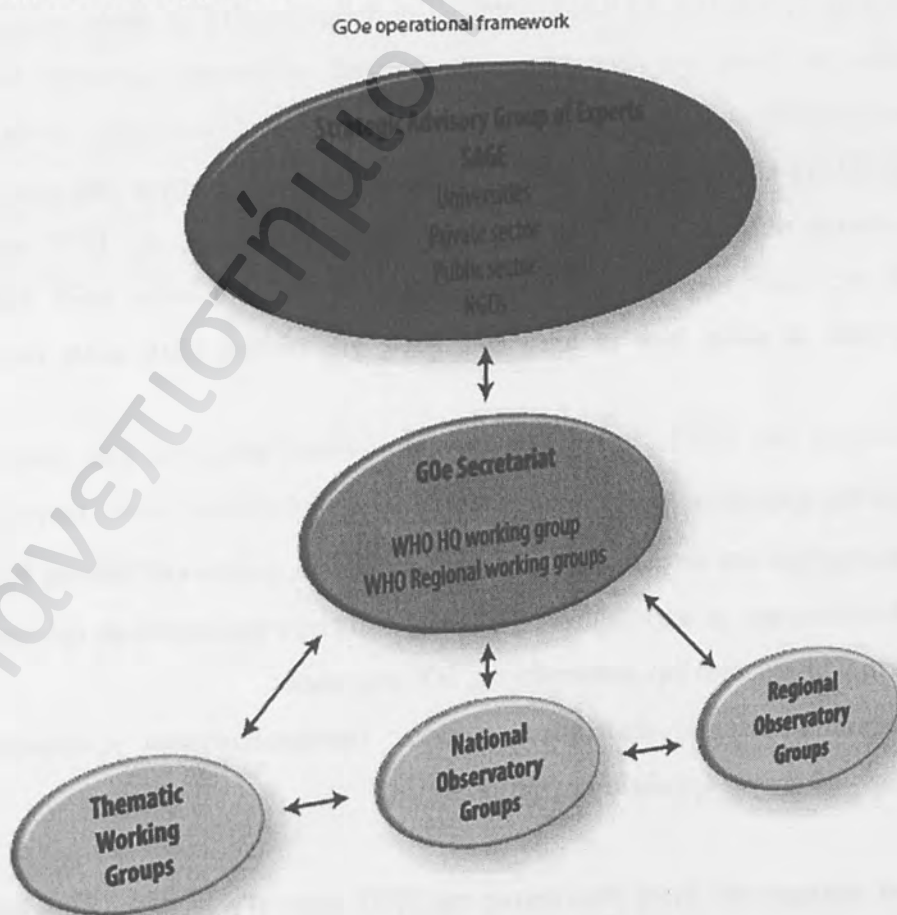 GOe operational framework
Strategic Advisory Group of Experts
SAGE
Universities
Private sector
Public sector
NGOs
GOe Secretariat
WHO HQ working group
WHO Regional working groups
Regional
Observatory
Groups
National
Observatory
Groups
Thematic
Working
Groups
πανεπιστήμιο